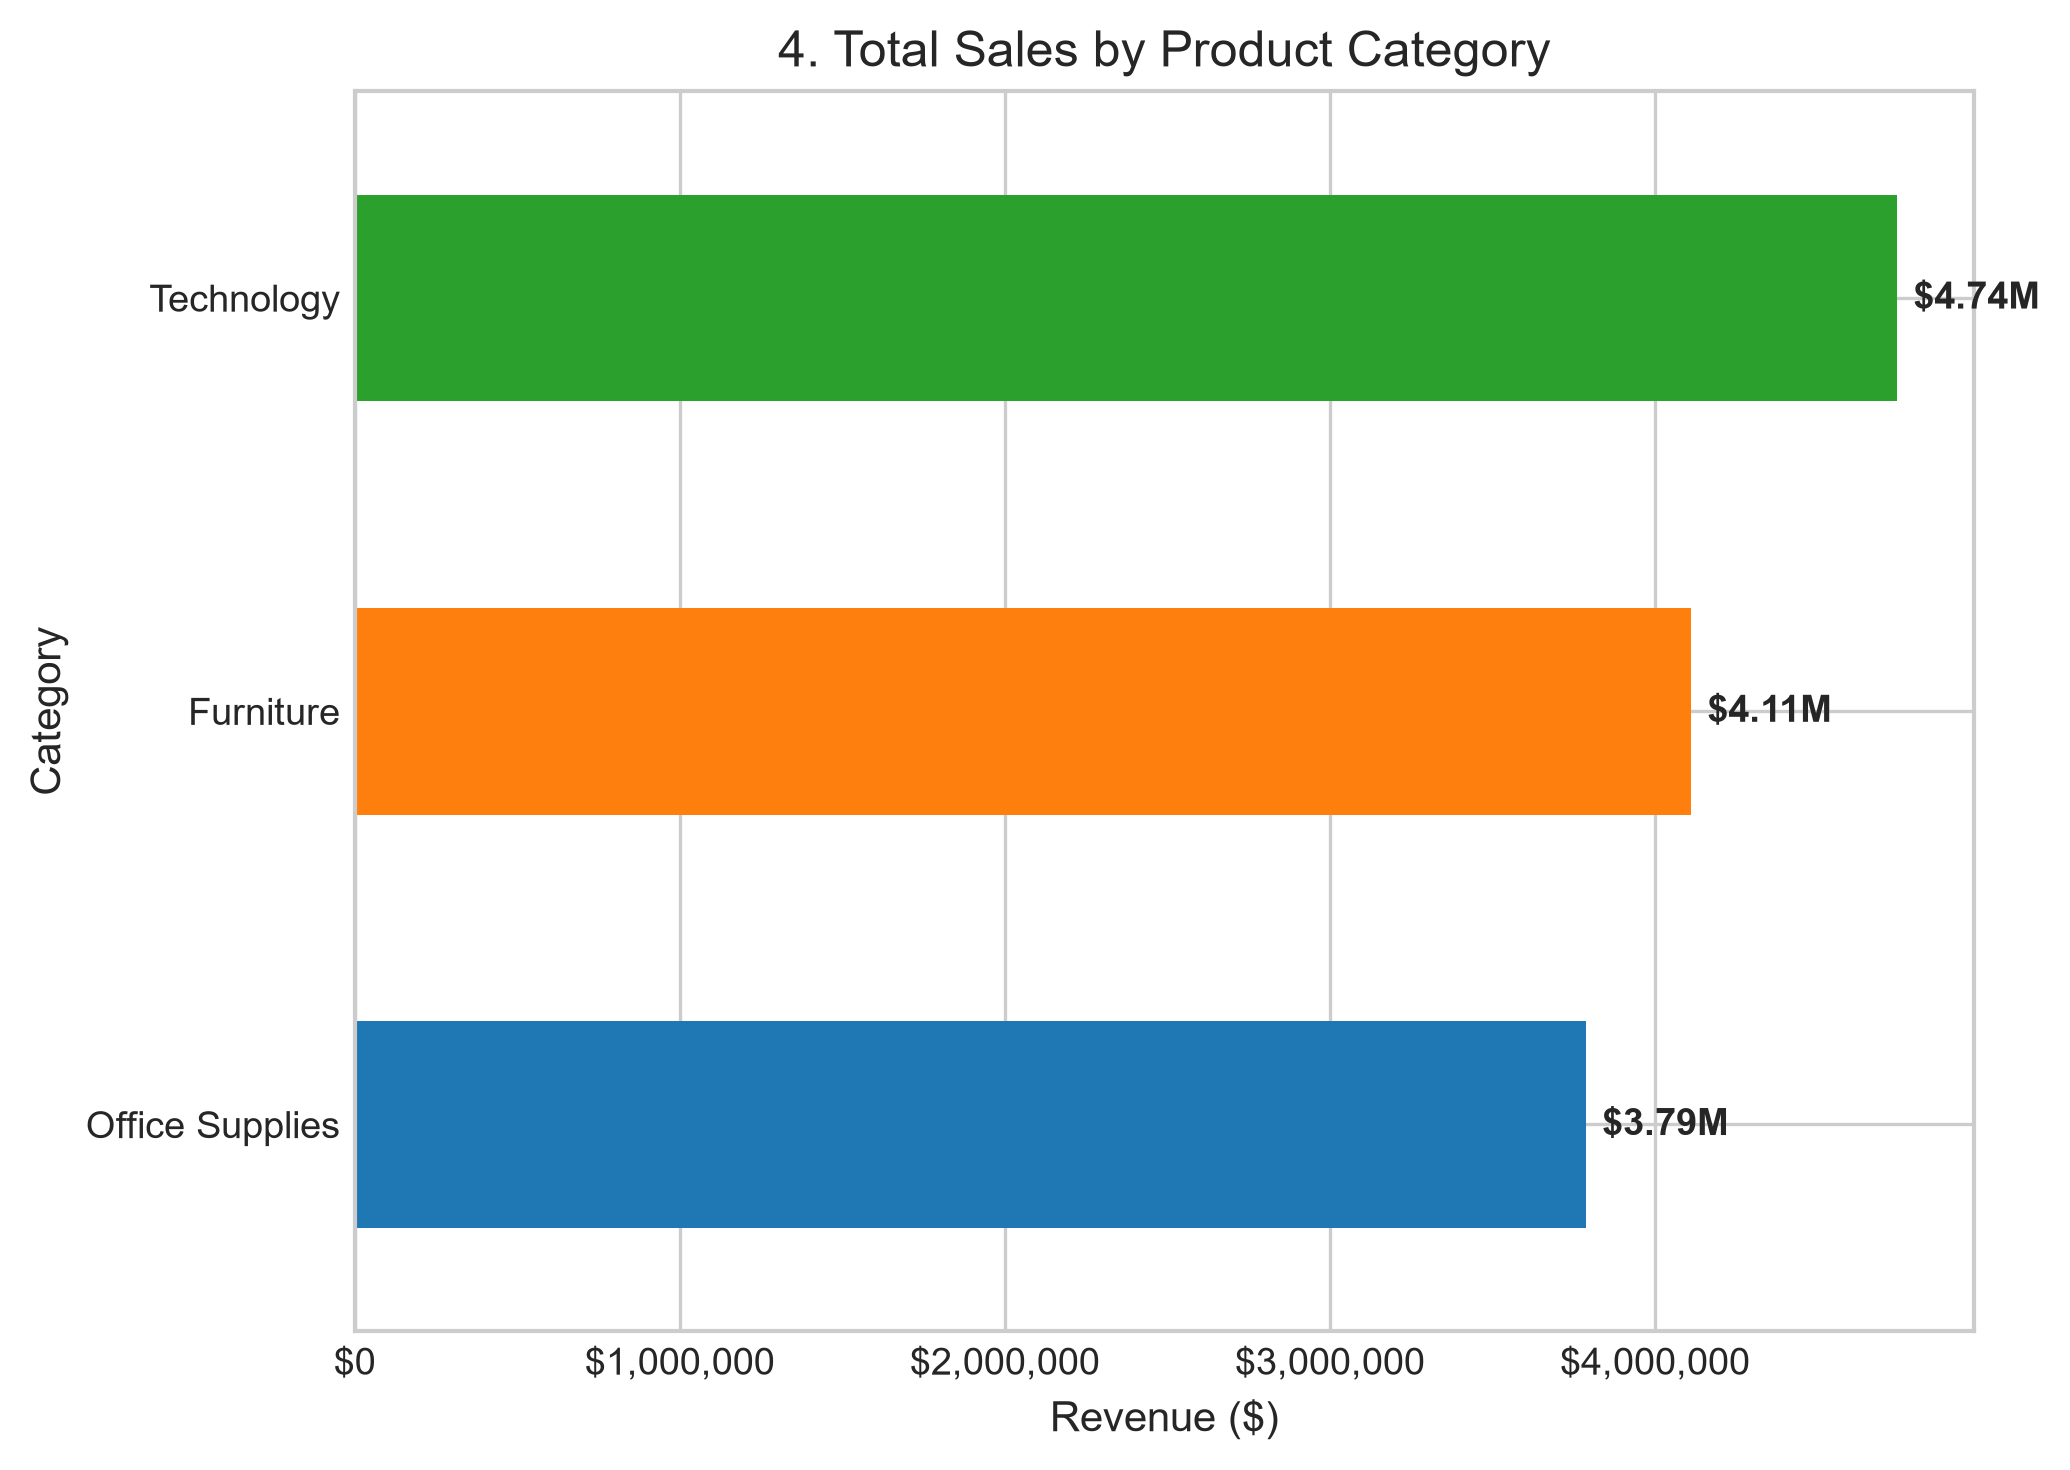 4. Total Sales by Product Category
Technology
$4.74M
Furniture
$4.11M
Office Supplies
$3.79M
Category
$0 $1,000,000 $2,000,000 $3,000,000 $4,000,000
Revenue ($)